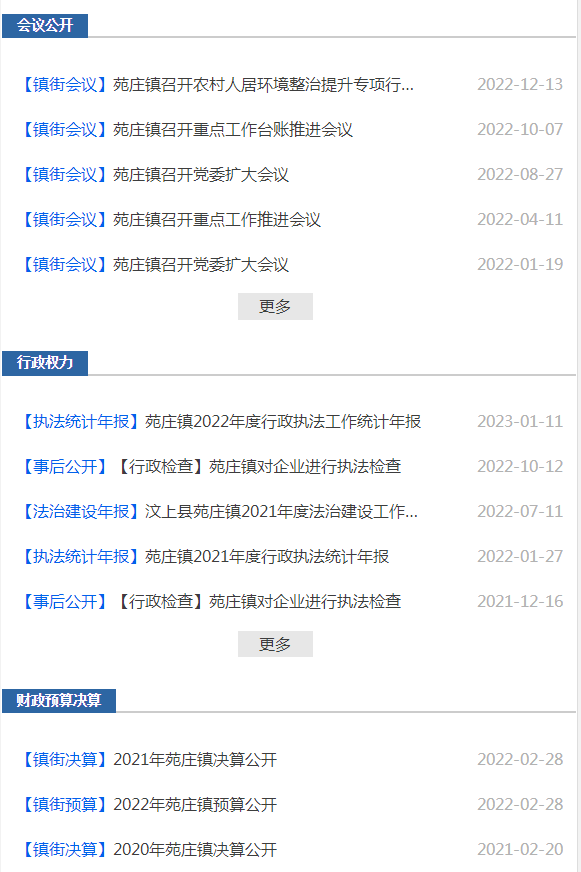 会议公开
【镇街会议】苑庄镇召开农村人居环境整治提升专项行... 2022-12-13
【镇街会议】苑庄镇召开重点工作台账推进会议 2022-10-07
【镇街会议】苑庄镇召开党委扩大会议 2022-08-27
【镇街会议】苑庄镇召开重点工作推进会议 2022-04-11
【镇街会议】苑庄镇召开党委扩大会议 2022-01-19
更多
行政权力
【执法统计年报】苑庄镇2022年度行政执法工作统计年报 2023-01-11
【事后公开】【行政检查】苑庄镇对企业进行执法检查 2022-10-12
【法治建设年报】汶上县苑庄镇2021年度法治建设工作... 2022-07-11
【执法统计年报】苑庄镇2021年度行政执法统计年报 2022-01-27
【事后公开】【行政检查】苑庄镇对企业进行执法检查 2021-12-16
更多
财政预算决算
【镇街决算】2021年苑庄镇决算公开 2022-02-28
【镇街预算】2022年苑庄镇预算公开 2022-02-28
【镇街决算】2020年苑庄镇决算公开 2021-02-20